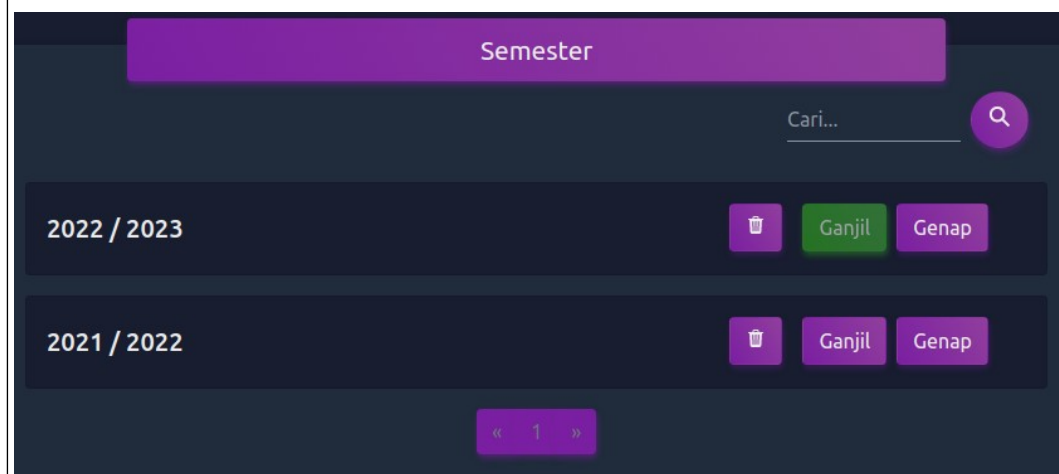 Semester
Cari...
2022 / 2023 Ganjil Genap
2021 / 2022 Ganjil Genap
« 1 »